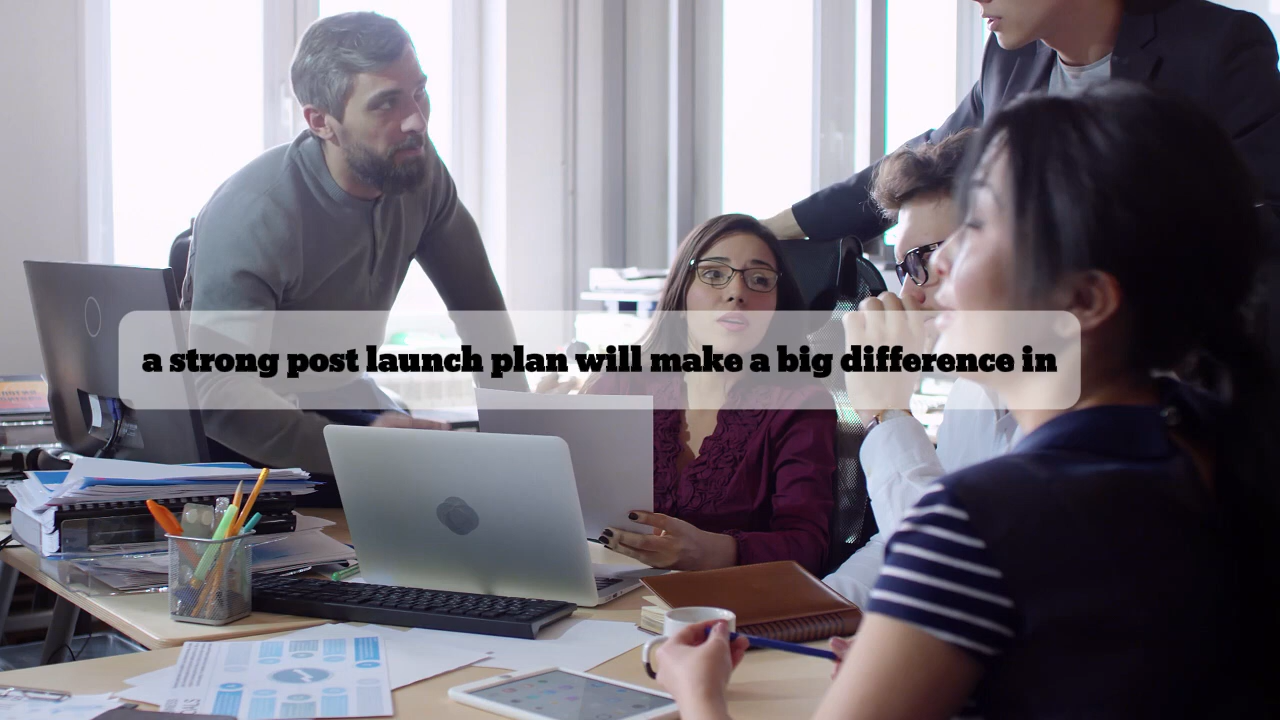 a strong post launch plan will make a big difference in